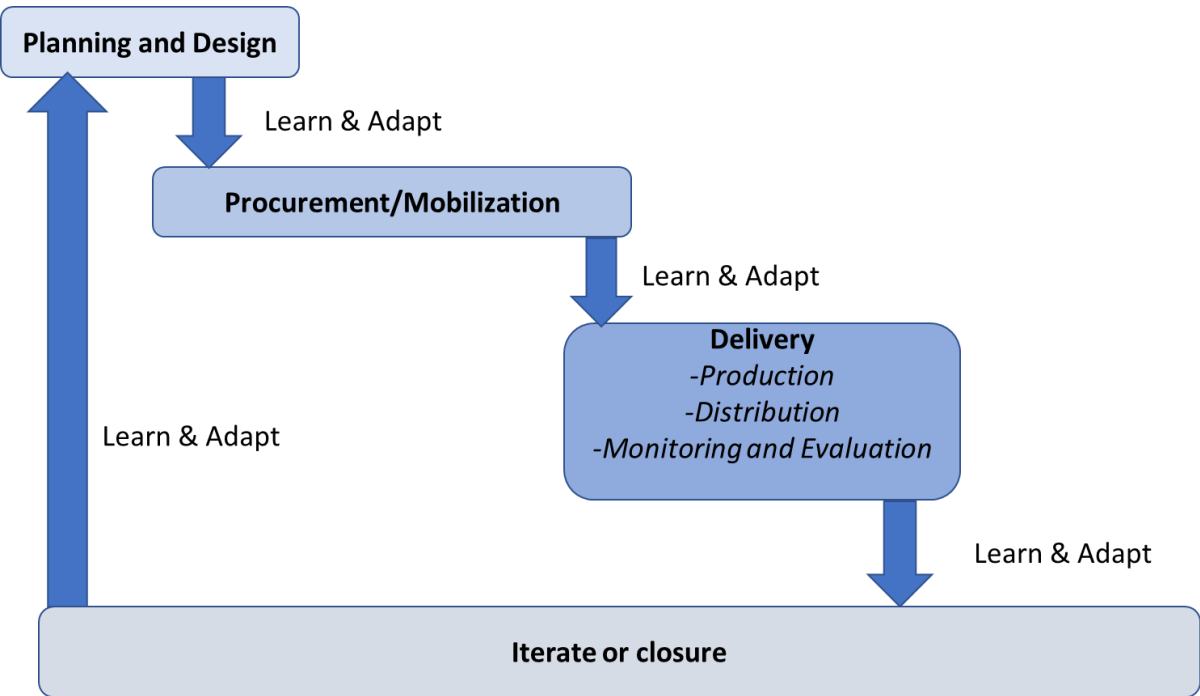 Planning and Design
Learn & Adapt
Procurement/Mobilization
Learn & Adapt
Delivery
-Production
-Distribution
-Monitoring and Evaluation
Learn & Adapt
Learn & Adapt
Iterate or closure